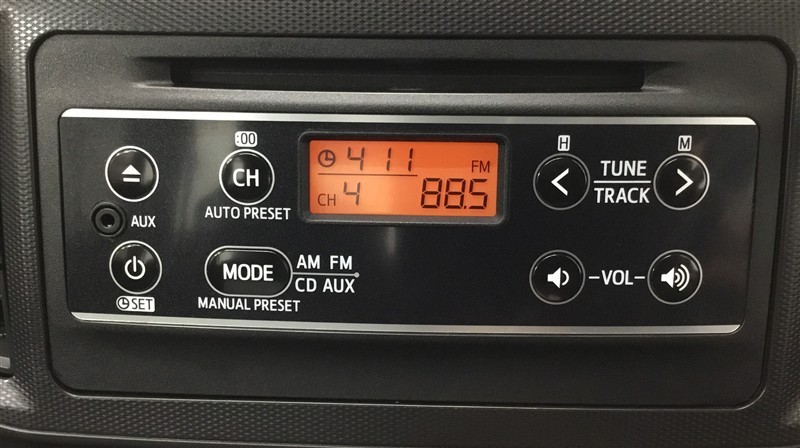 :00
H
M
CH
AUTO PRESET
4 11
FM
CH 4
88.5
TUNE
TRACK
AUX
MODE
AM FM
CD AUX
MANUAL PRESET
SET
VOL